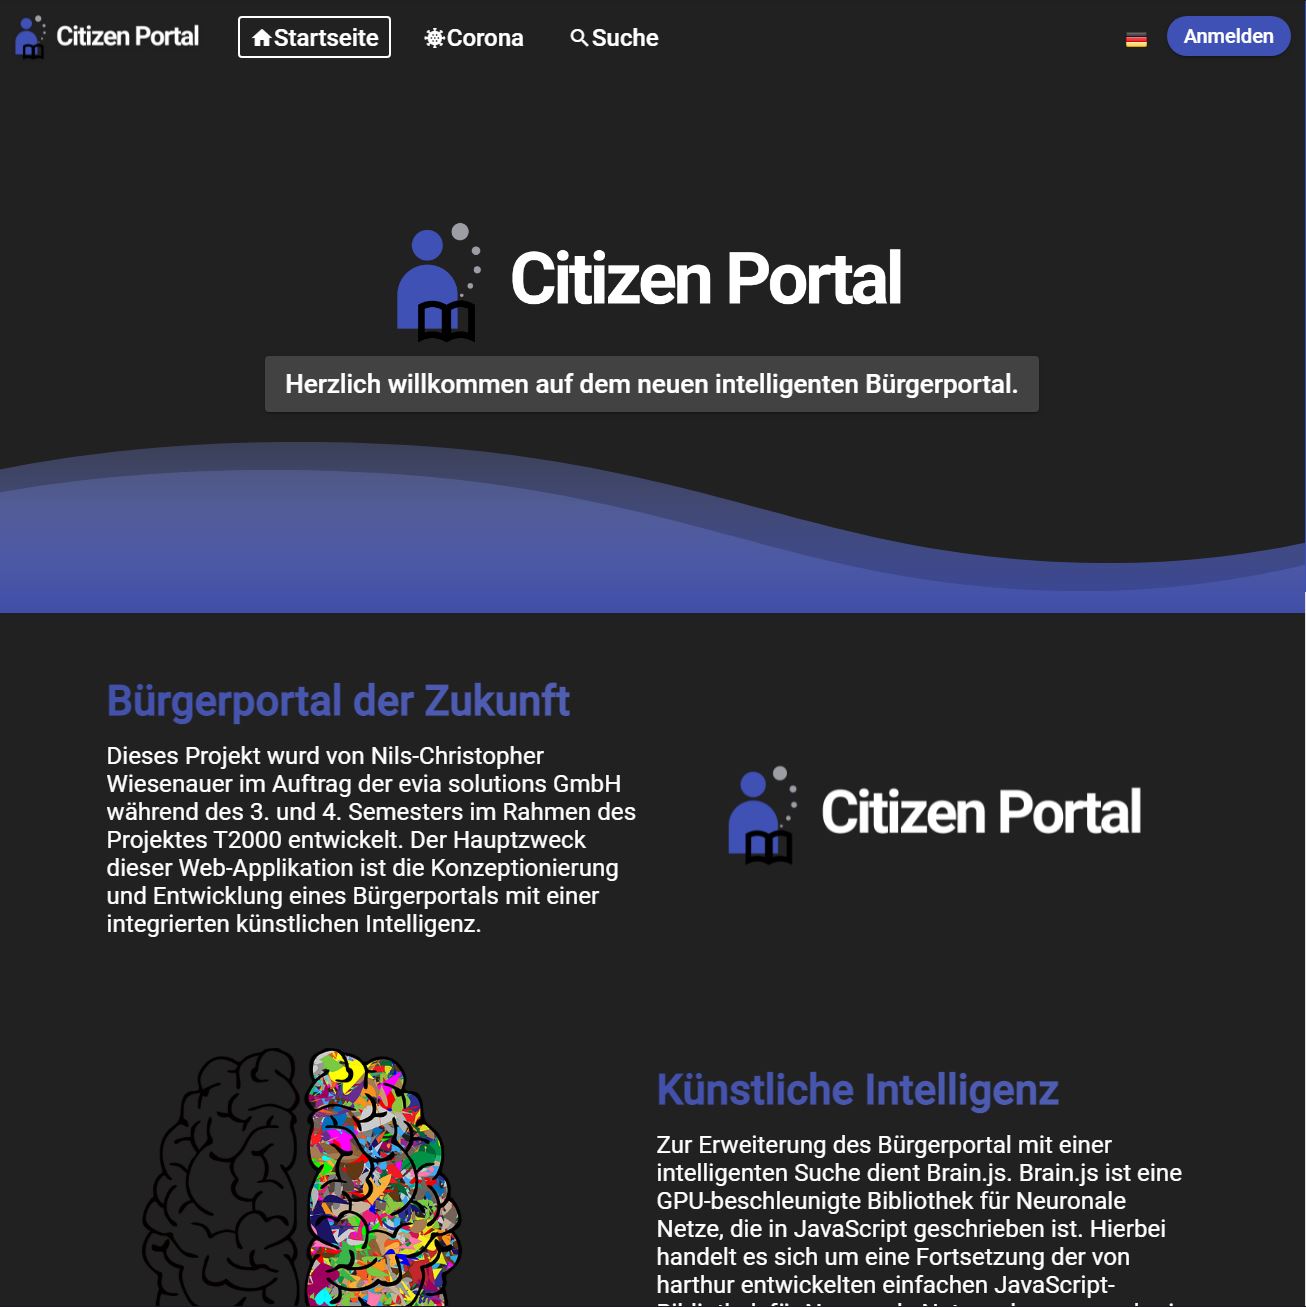 Citizen Portal Startseite Corona Suche Anmelden
Citizen Portal
Herzlich willkommen auf dem neuen intelligenten Bürgerportal.
Bürgerportal der Zukunft
Dieses Projekt wurd von Nils-Christopher
Wiesenauer im Auftrag der evia solutions GmbH
während des 3. und 4. Semesters im Rahmen des
Projektes T2000 entwickelt. Der Hauptzweck
dieser Web-Applikation ist die Konzeptionierung
und Entwicklung eines Bürgerportals mit einer
integrierten künstlichen Intelligenz.
Citizen Portal
Künstliche Intelligenz
Zur Erweiterung des Bürgerportal mit einer
intelligenten Suche dient Brain.js. Brain.js ist eine
GPU-beschleunigte Bibliothek für Neuronale
Netze, die in JavaScript geschrieben ist. Hierbei
handelt es sich um eine Fortsetzung der von
harthur entwickelten einfachen JavaScript-